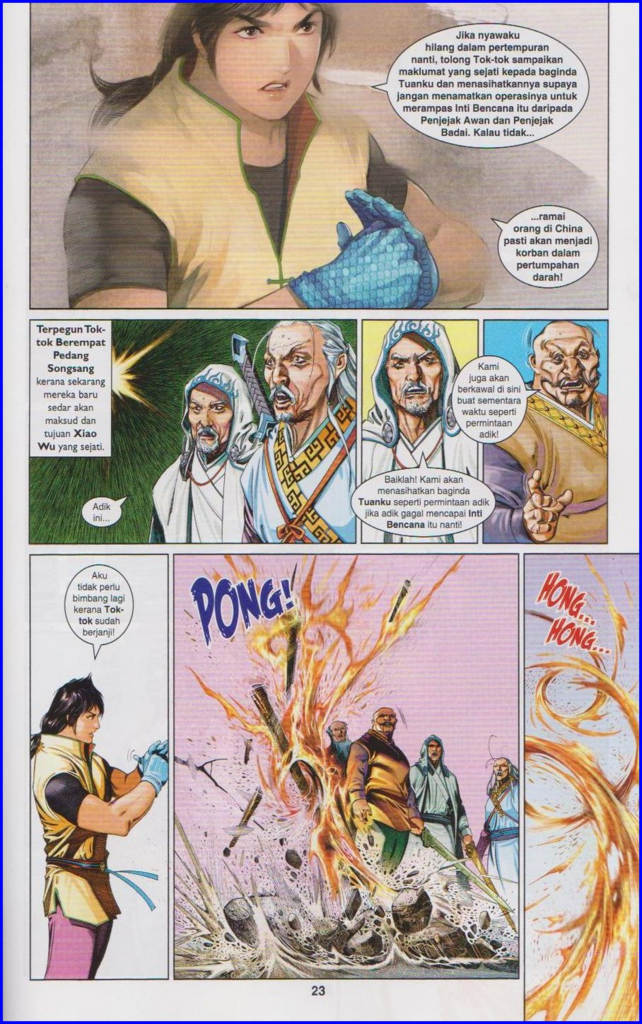 Jika nyawaku
hilang dalam pertempuran
nanti, tolong Tok-tok sampaikan
maklumat yang sejati kepada baginda
Tuanku dan menasihatkannya supaya
jangan menamatkan operasinya untuk
merampas Inti Bencana itu daripada
Penjejak Awan dan Penjejak
Badai. Kalau tidak...
...ramai
orang di China
pasti akan menjadi
korban dalam
pertumpahan
darah!
Terpegun Tok-
tok Berempat
Pedang
Songsang
kerana sekarang
mereka baru
sedar akan
maksud dan
tujuan Xiao
Wu yang sejati.
Adik
ini...
Baiklah! Kami akan
menasihatkan baginda
Tuanku seperti permintaan adik
jika adik gagal mencapai Inti
Bencana itu nanti!
Kami
juga akan
berkawal di sini
buat sementara
waktu seperti
permintaan
adik!
Aku
tidak perlu
bimbang lagi
kerana Tok-
tok sudah
berjanji!
PONG!
HONG...
HONG...
23